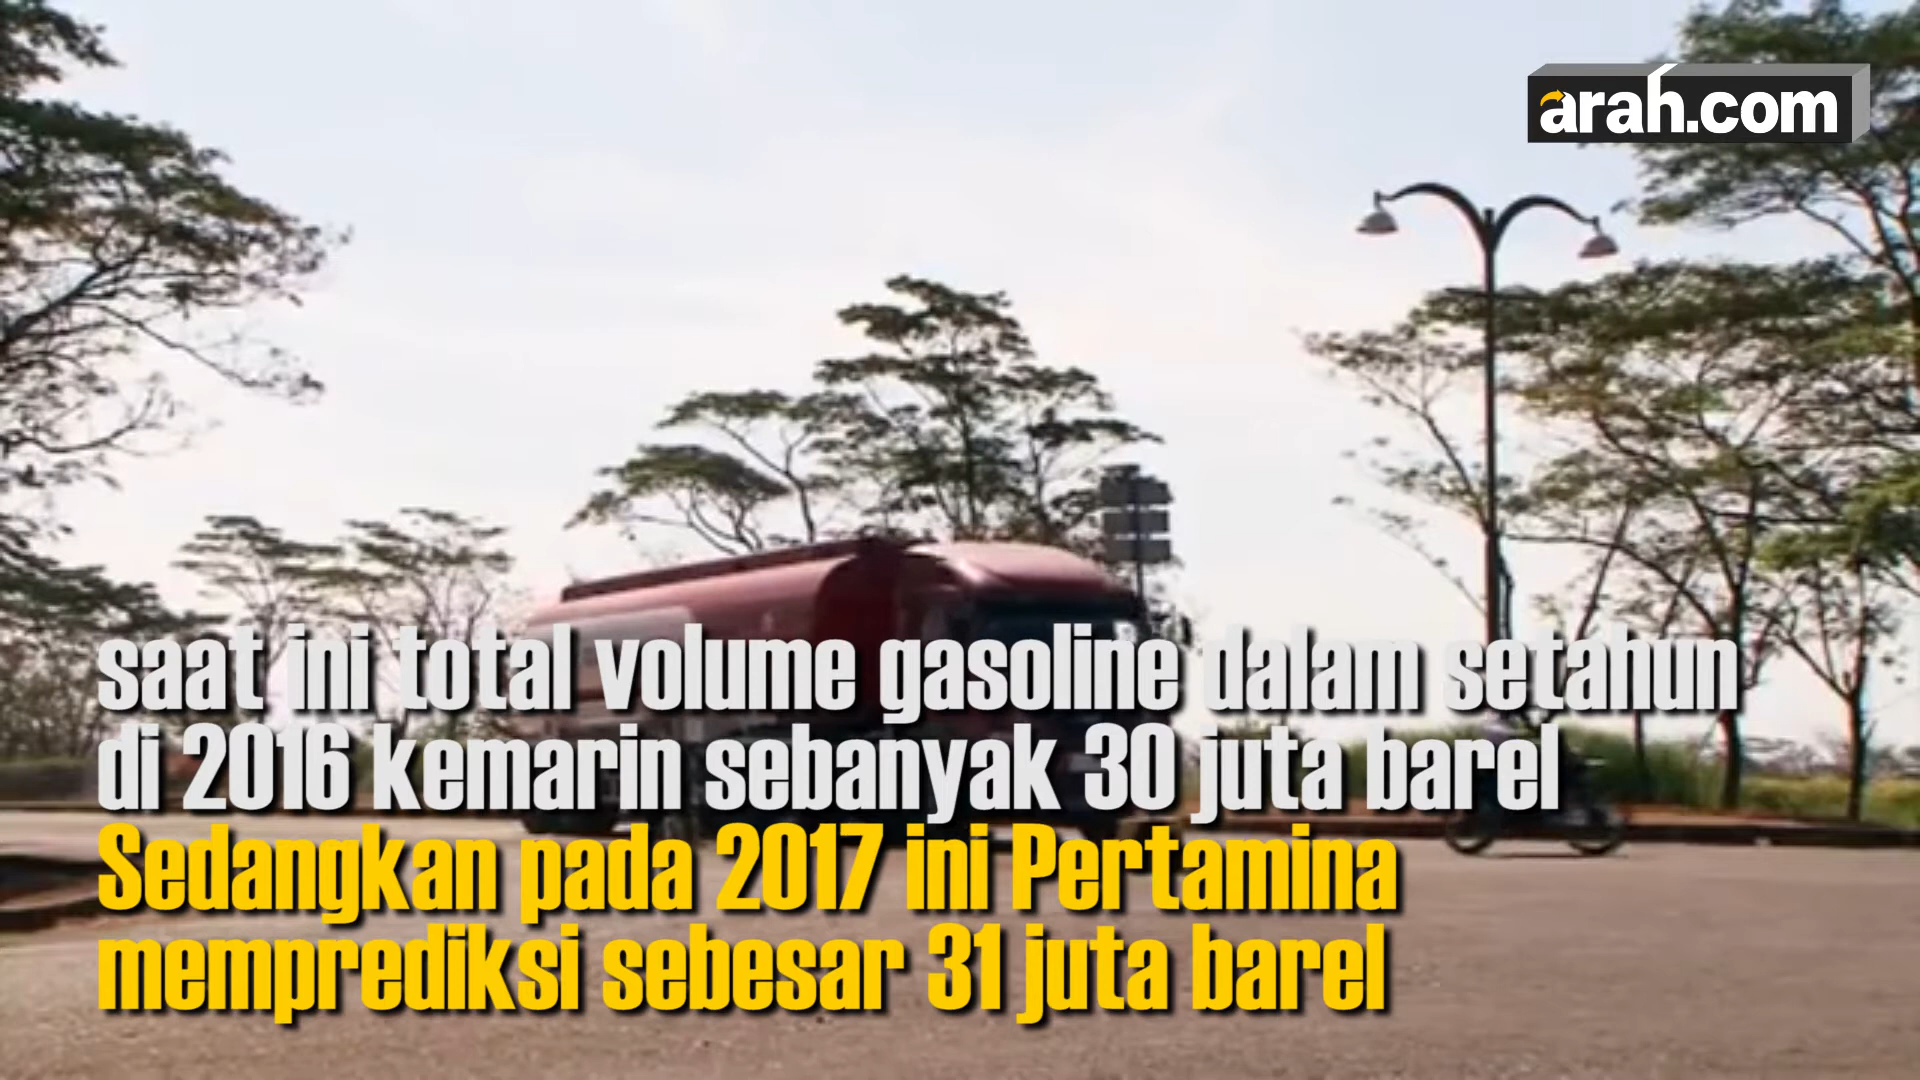 arah.com
saat ini total volume gasoline dalam setahun
di 2016 kemarin sebanyak 30 juta barel
Sedangkan pada 2017 ini Pertamina
memprediksi sebesar 31 juta barel